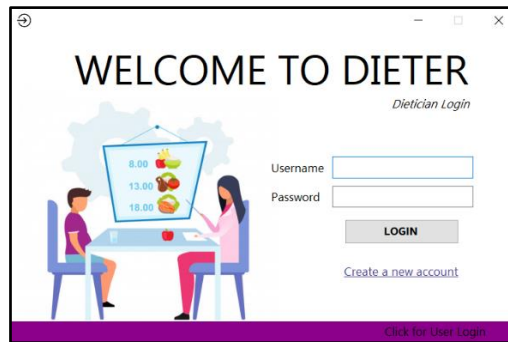 WELCOME TO DIETER
Dietician Login
8.00
13.00
18.00
Username
Password
LOGIN
Create a new account
Click for User Login